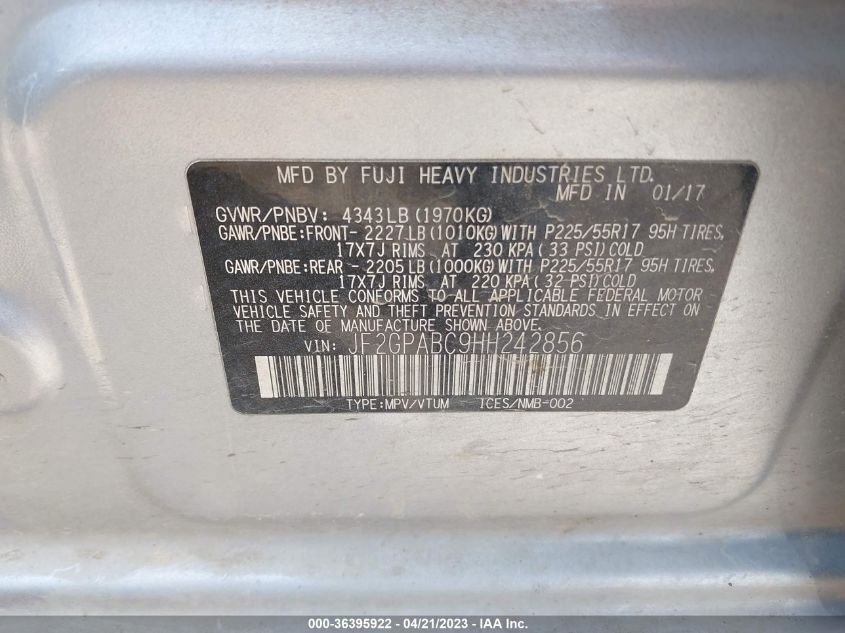 MFD BY FUJI HEAVY INDUSTRIES LTD.
MFD IN 01/17
GVWR/PNBV: 4343LB(1970KG)
GAWR/PNBE:FRONT- 2227LB(1010KG)WITH P225/55R17 95H TIRES,
17X7J RIMS AT 230 KPA(33 PSI)COLD
GAWR/PNBE:REAR - 2205LB(1000KG)WITH P225/55R17 95H TIRES,
17X7J RIMS AT 220 KPA(32 PSI)COLD
THIS VEHICLE CONFORMS TO ALL APPLICABLE FEDERAL MOTOR
VEHICLE SAFETY AND THEFT PREVENTION STANDARDS IN EFFECT ON
THE DATE OF MANUFACTURE SHOWN ABOVE.
VIN: JF2GPABC9HH242856
TYPE:MPV/VTUM ICES/NMB-002
000-36395922 - 04/21/2023 - IAA Inc.